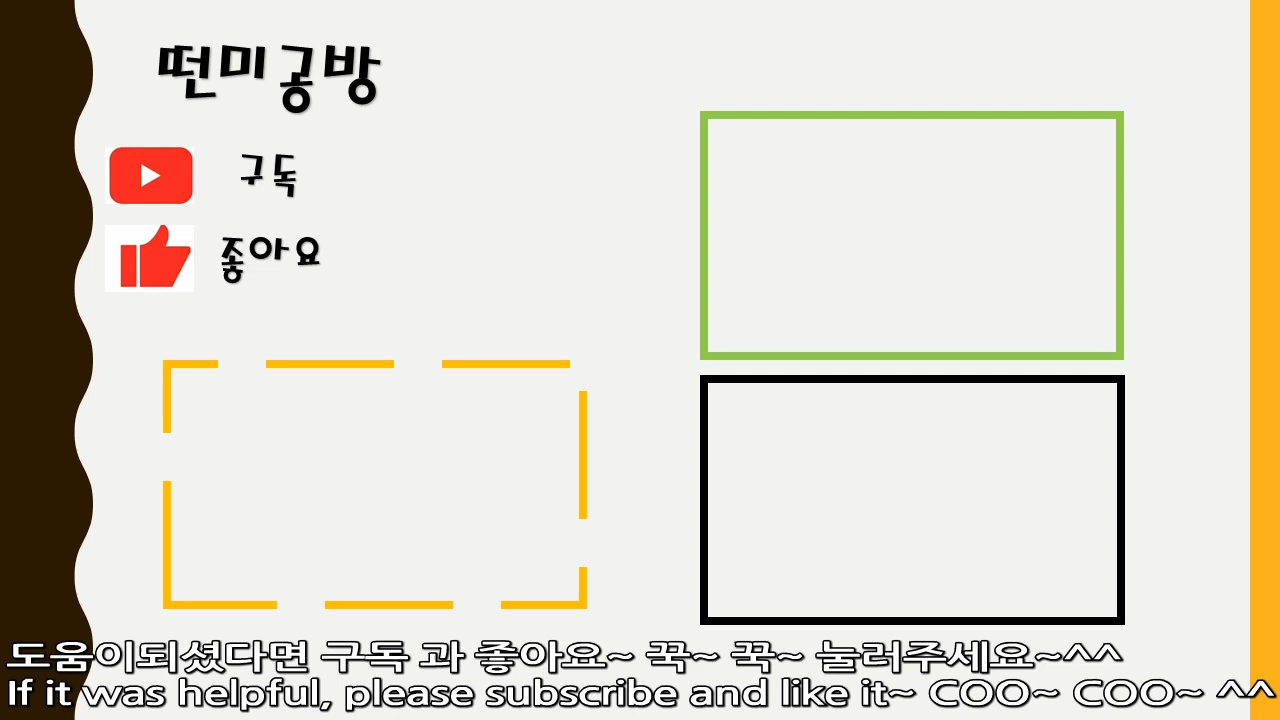 떤미공방
구독
좋아요
도움이되셨다면 구독 과 좋아요~ 꾹~ 꾹~ 눌러주세요~^^
If it was helpful, please subscribe and like it~ COO~ COO~ ^^